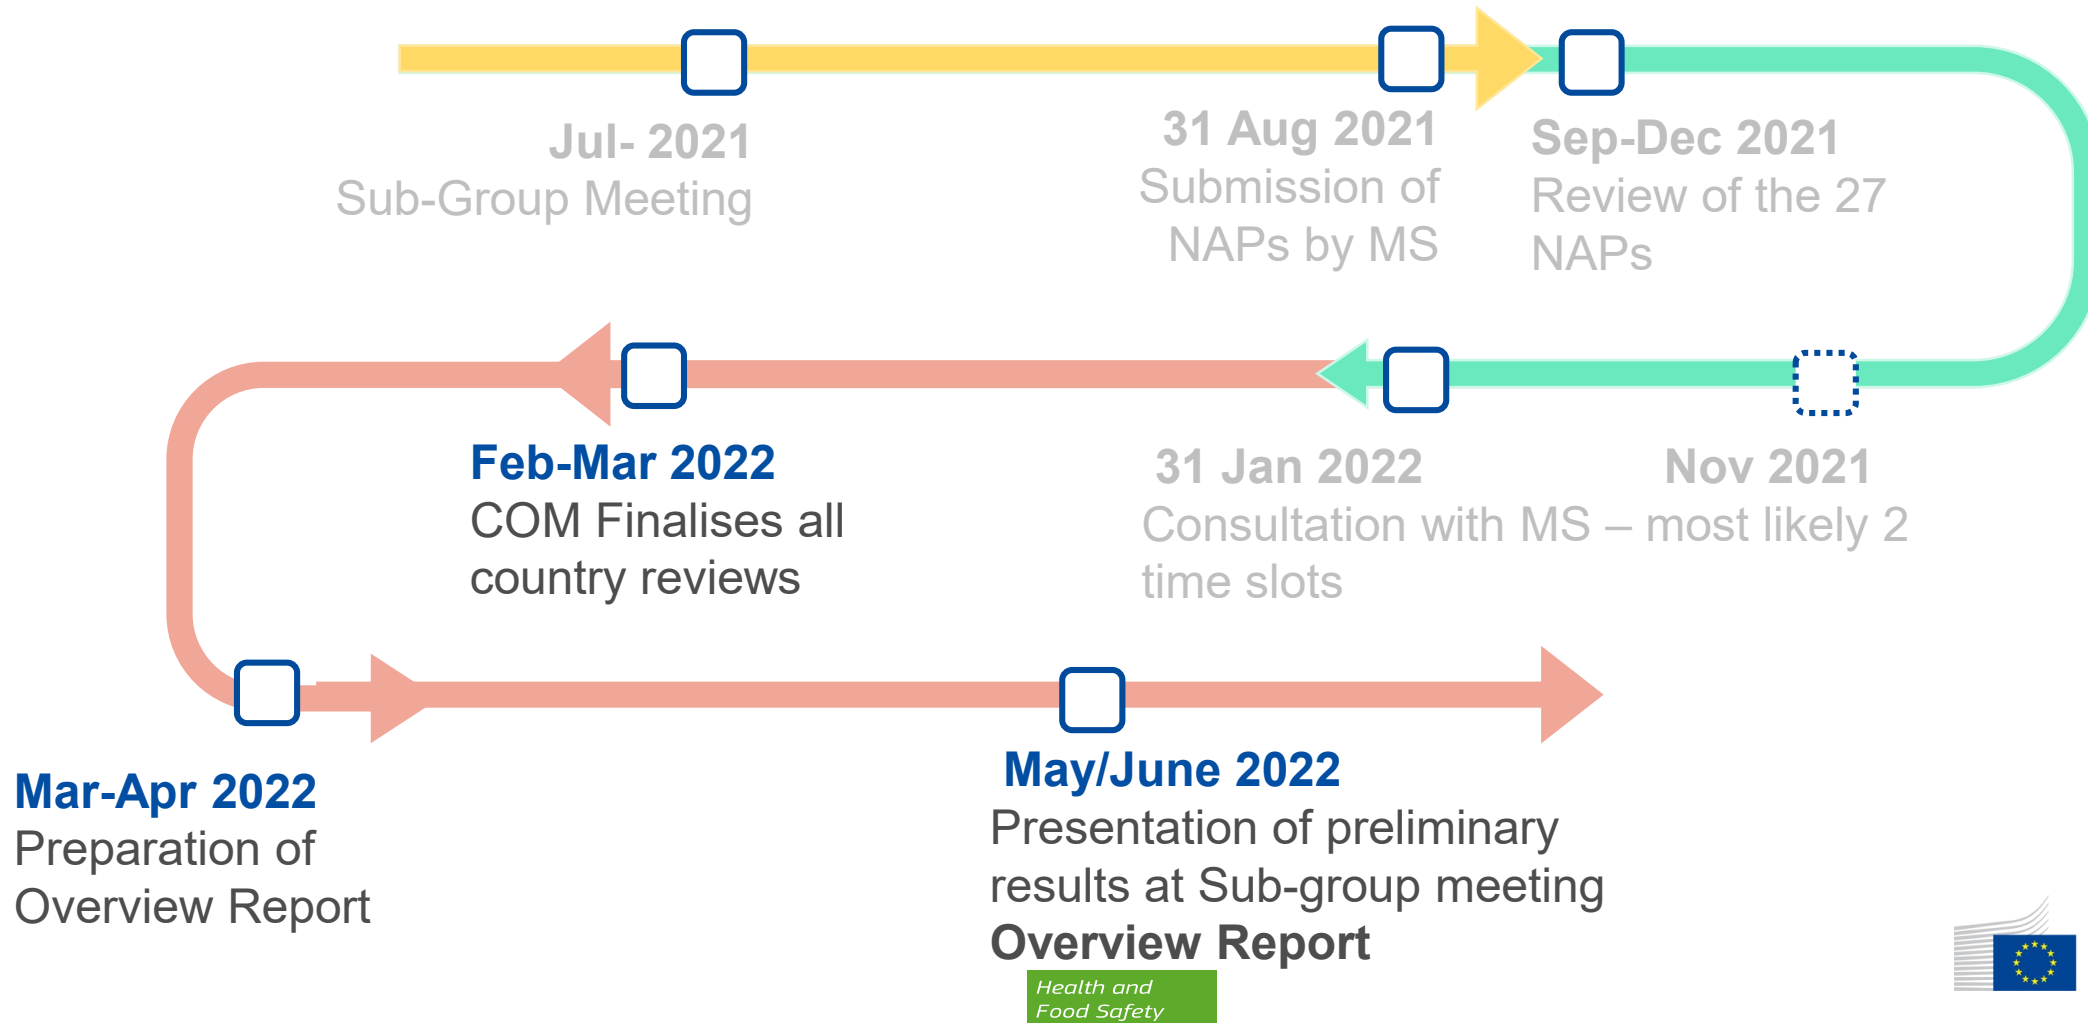 Jul- 2021
Sub-Group Meeting
31 Aug 2021
Submission of
NAPs by MS
Sep-Dec 2021
Review of the 27
NAPs
Feb-Mar 2022
COM Finalises all
country reviews
31 Jan 2022
Nov 2021
Consultation with MS – most likely 2
time slots
Mar-Apr 2022
Preparation of
Overview Report
May/June 2022
Presentation of preliminary
results at Sub-group meeting
Overview Report
Health and
Food Safety